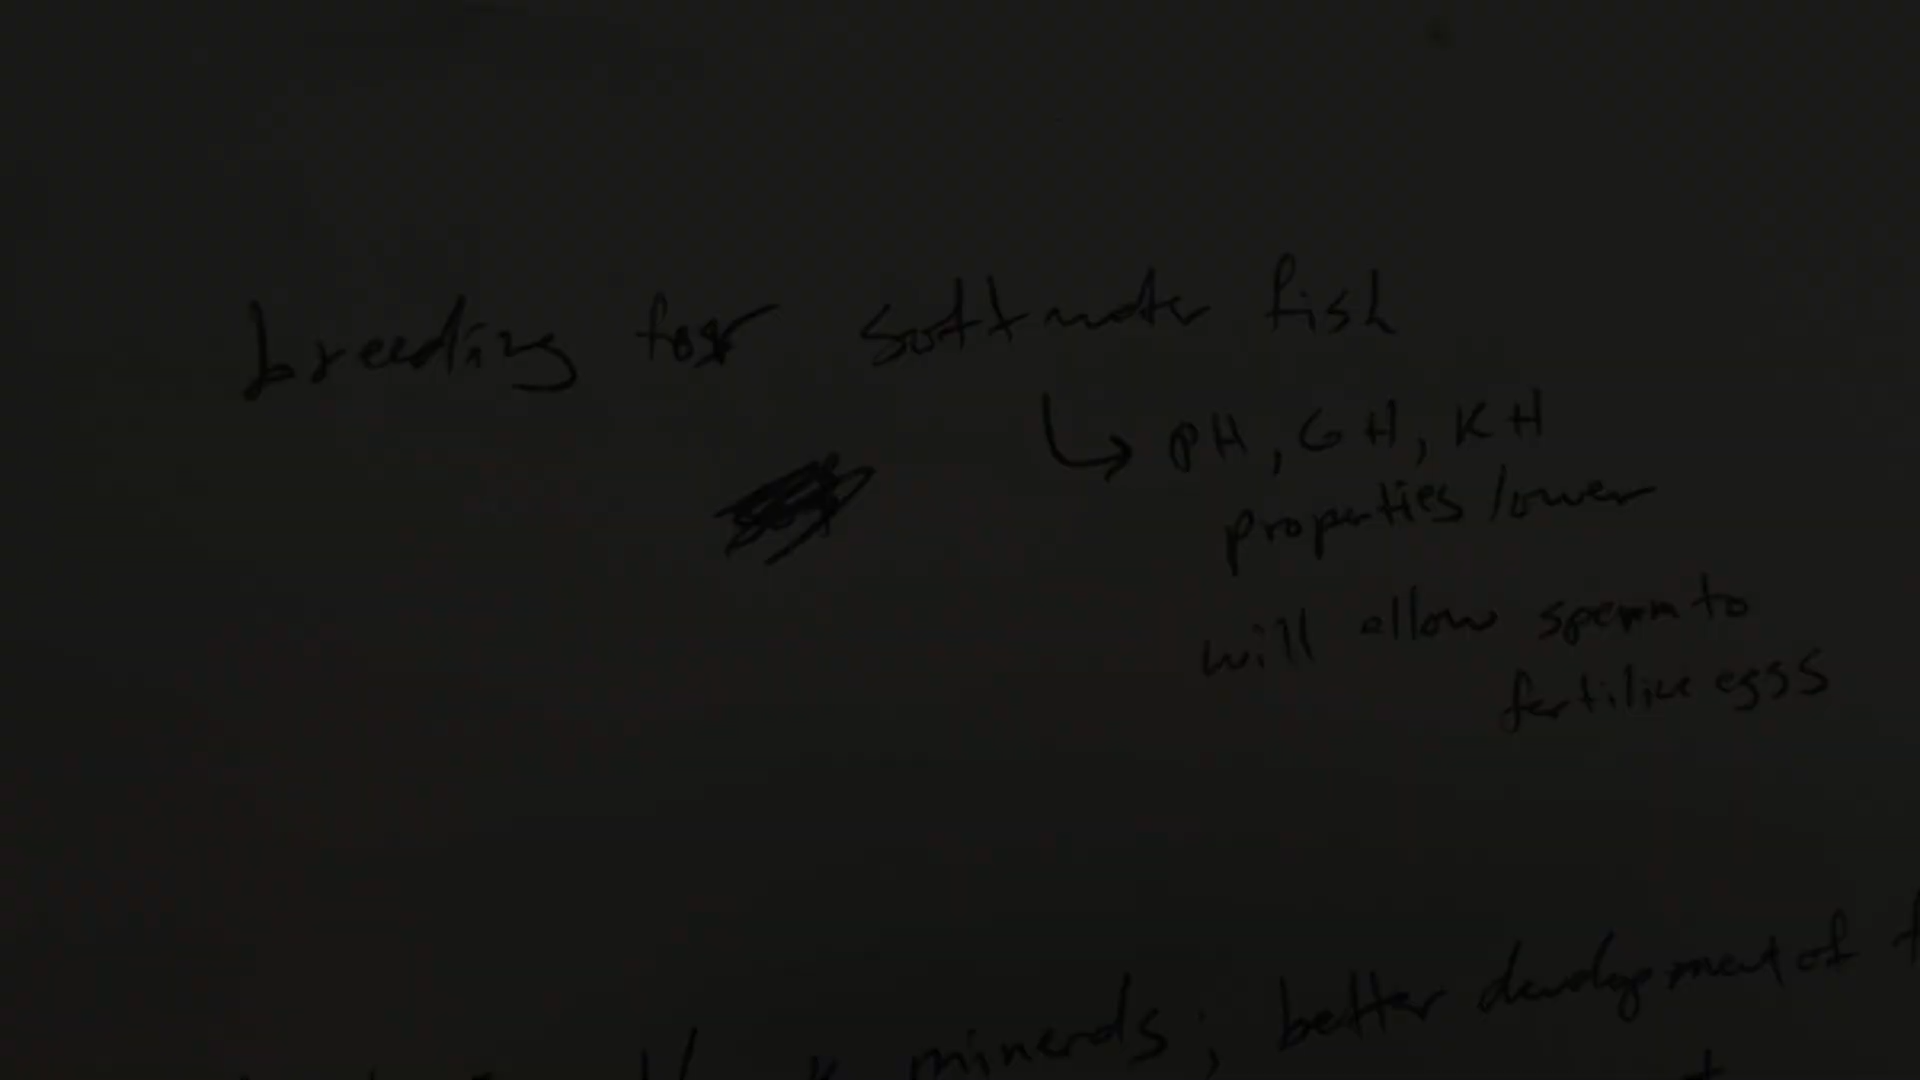 breeding for softwater fish
pH, GH, KH
properties lower
will allow sperm to
fertilize eggs
minerals; better development of